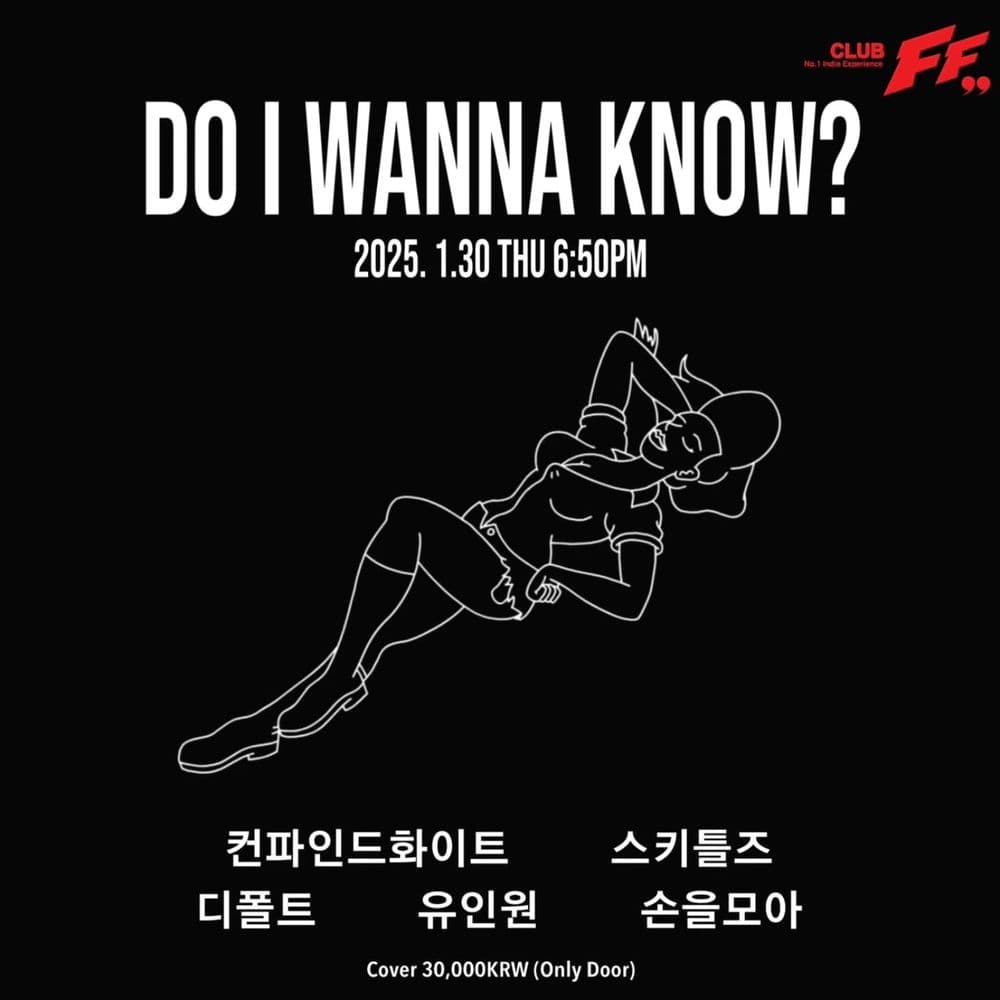 CLUB FF
No.1 Indie Experience
DO I WANNA KNOW?
2025. 1.30 THU 6:50PM
컨파인드화이트 스키틀즈
디폴트 유인원 손을모아
Cover 30,000KRW (Only Door)